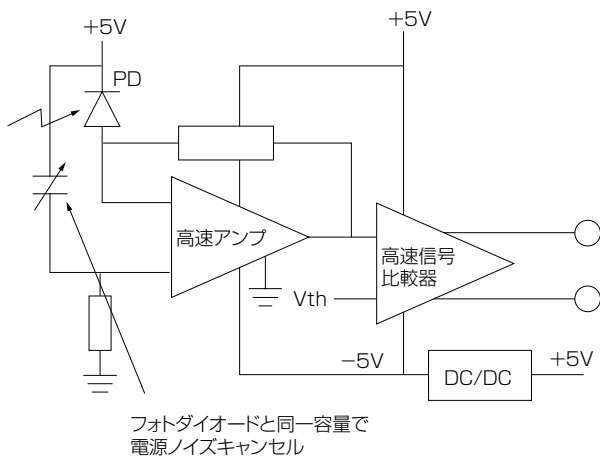 +5V
+5V
PD
高速アンプ
高速信号
比較器
Vth
−5V
DC/DC
+5V
フォトダイオードと同一容量で
電源ノイズキャンセル